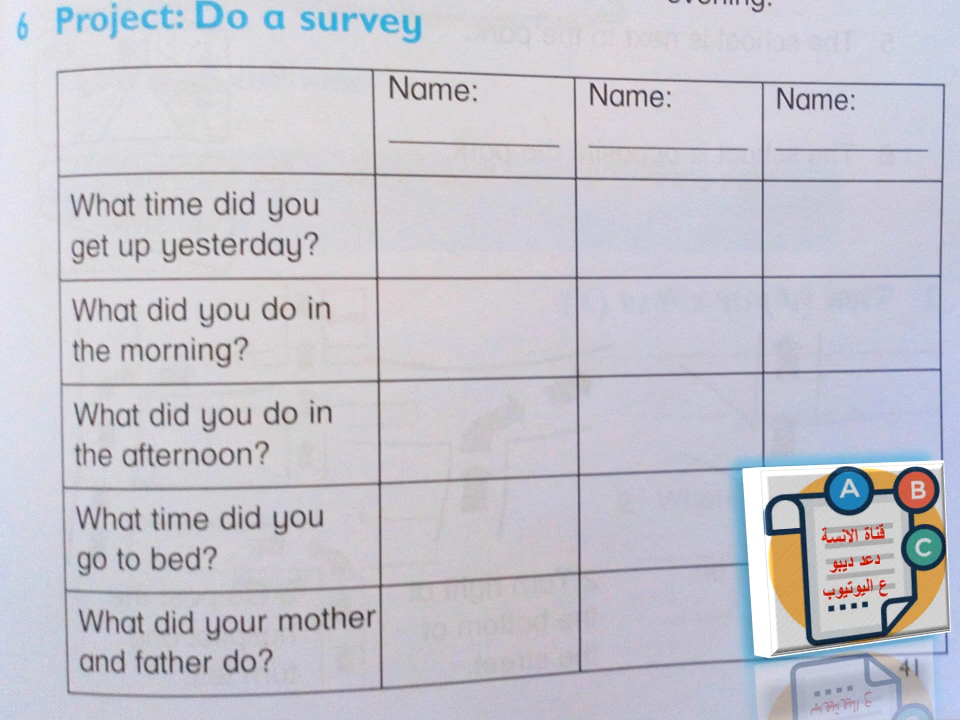 evening.
6 Project: Do a survey
Name:
Name:
Name:
What time did you
get up yesterday?
What did you do in
the morning?
What did you do in
the afternoon?
What time did you
go to bed?
What did your mother
and father do?
A
B
C
قناة الانسة
دعد ديبو
ع اليوتيوب
41